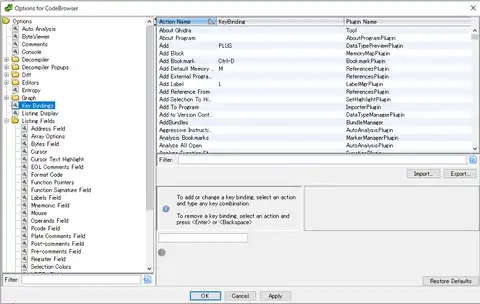 Options for CodeBrowser
Options
Auto Analysis
ByteViewer
Comments
Console
Decompiler
Decompiler Popups
Diff
Editors
Entropy
Graph
Key Bindings
Listing Display
Listing Fields
Address Field
Array Options
Bytes Field
Cursor
Cursor Text Highlight
EOL Comments Field
Format Code
Function Pointers
Function Signature Field
Labels Field
Mnemonic Field
Mouse
Operands Field
Pcode Field
Plate Comments Field
Post-comments Field
Pre-comments Field
Register Field
Selection Colors
Filter:
Action Name KeyBinding Plugin Name
About Ghidra Tool
About Program AboutProgramPlugin
Add PLUS DataTypePreviewPlugin
Add Block MemoryMapPlugin
Add Bookmark Ctrl-D BookmarkPlugin
Add Default Memory ... M ReferencesPlugin
Add External Progra... ReferencesPlugin
Add Label L LabelMgrPlugin
Add Reference From ReferencesPlugin
Add Selection To Hi... SetHighlightPlugin
Add To Program ImporterPlugin
Add to Version Cont... DataTypeManagerPlugin
AddBundles BundleManager
Aggressive Instructi... AutoAnalysisPlugin
Analysis Bookmarks MarkerManagerPlugin
Analyze All Open AutoAnalysisPlugin
Filter:
Import...
Export...
To add or change a key binding, select an action
and type any key combination
To remove a key binding, select an action and
press <Enter> or <Backspace>
Restore Defaults
OK
Cancel
Apply